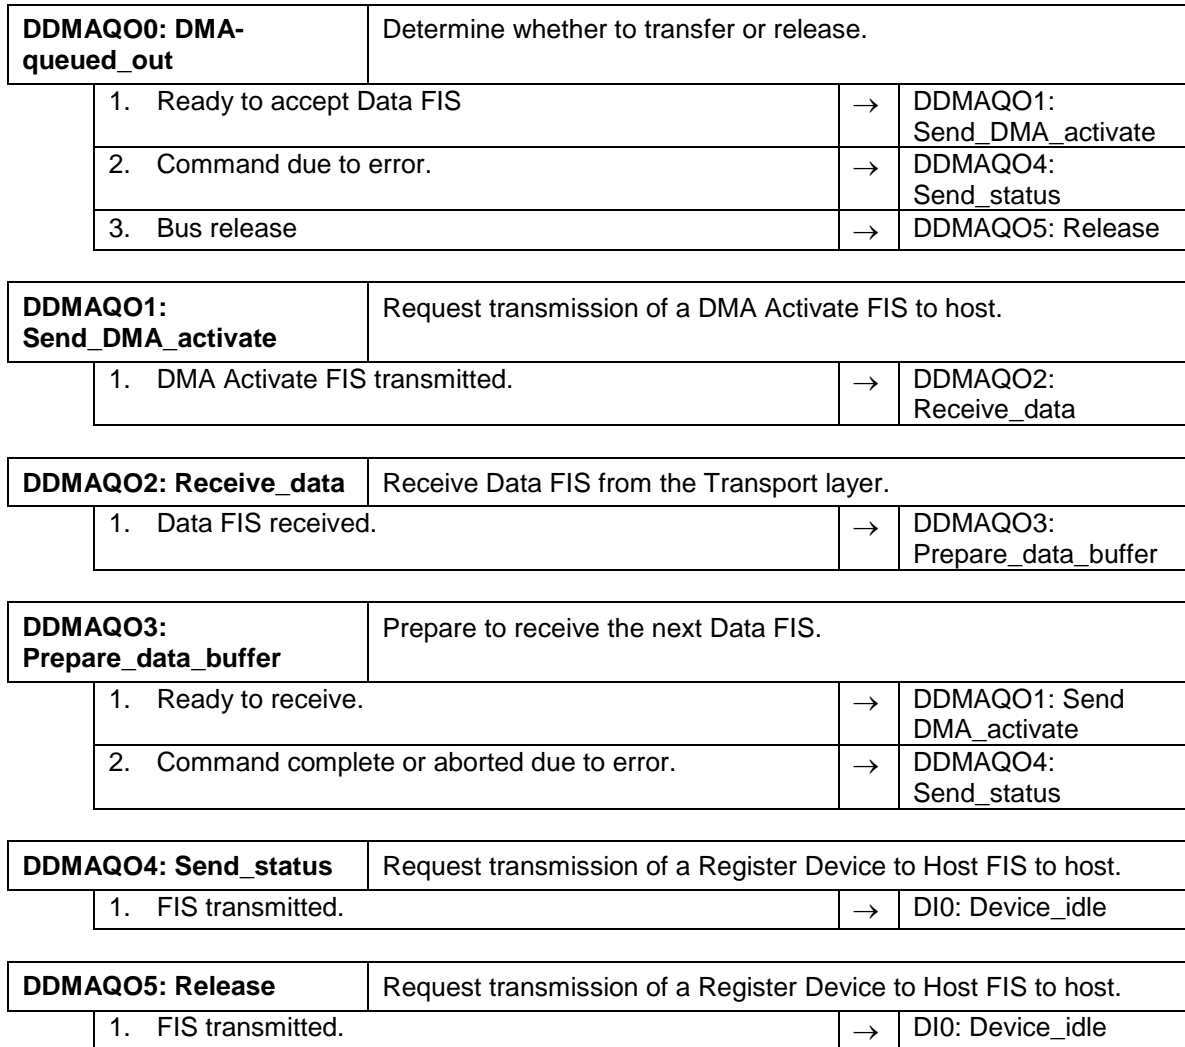 DDMAQO0: DMA-
queued_out
Determine whether to transfer or release.
1. Ready to accept Data FIS → DDMAQO1:
Send_DMA_activate
2. Command due to error. → DDMAQO4:
Send_status
3. Bus release → DDMAQO5: Release
DDMAQO1:
Send_DMA_activate
Request transmission of a DMA Activate FIS to host.
1. DMA Activate FIS transmitted. → DDMAQO2:
Receive_data
DDMAQO2: Receive_data Receive Data FIS from the Transport layer.
1. Data FIS received. → DDMAQO3:
Prepare_data_buffer
DDMAQO3:
Prepare_data_buffer
Prepare to receive the next Data FIS.
1. Ready to receive. → DDMAQO1: Send
DMA_activate
2. Command complete or aborted due to error. → DDMAQO4:
Send_status
DDMAQO4: Send_status Request transmission of a Register Device to Host FIS to host.
1. FIS transmitted. → DI0: Device_idle
DDMAQO5: Release Request transmission of a Register Device to Host FIS to host.
1. FIS transmitted. → DI0: Device_idle